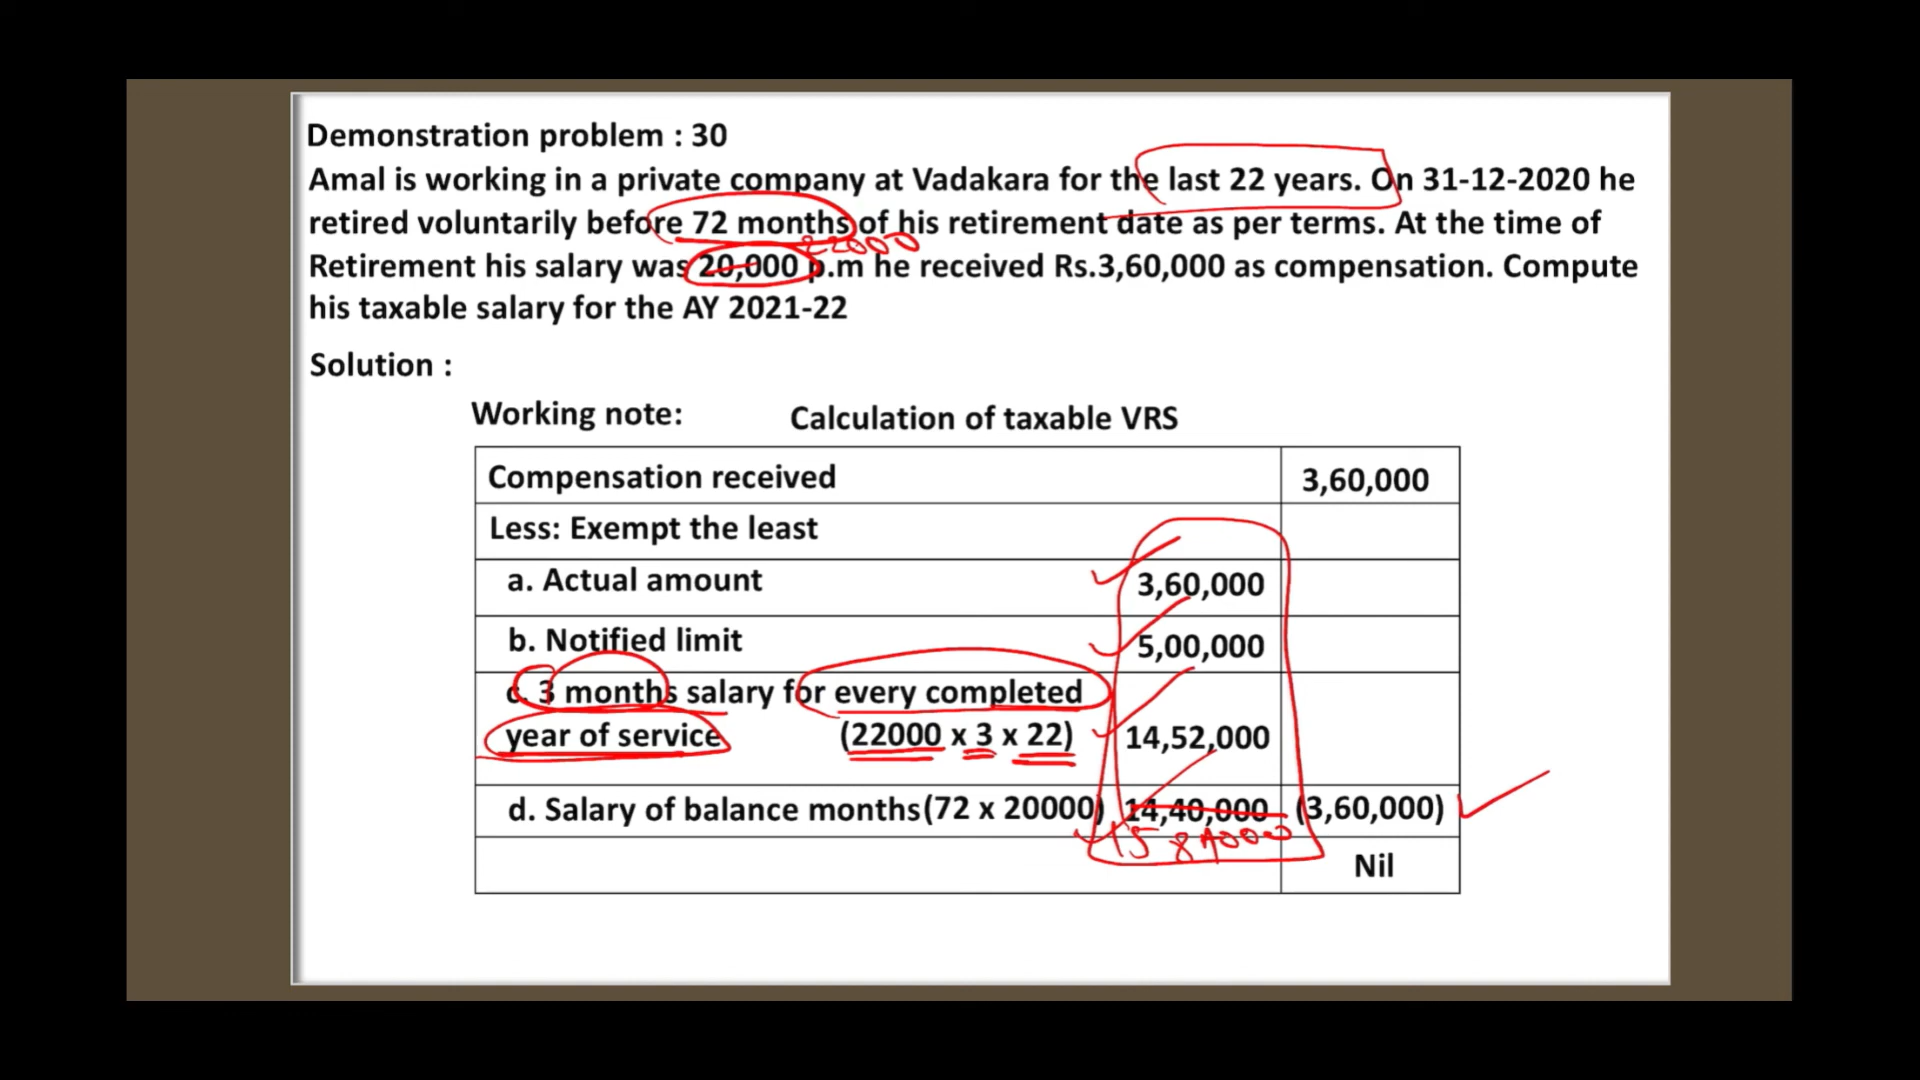 Demonstration problem : 30
Amal is working in a private company at Vadakara for the last 22 years. On 31-12-2020 he
retired voluntarily before 72 months of his retirement date as per terms. At the time of
22000
Retirement his salary was 20,000 p.m he received Rs.3,60,000 as compensation. Compute
his taxable salary for the AY 2021-22
Solution :
Working note: Calculation of taxable VRS
Compensation received 3,60,000
Less: Exempt the least
a. Actual amount 3,60,000
b. Notified limit 5,00,000
c. 3 months salary for every completed
year of service (22000 x 3 x 22) 14,52,000
d. Salary of balance months(72 x 20000) 14,40,000 (3,60,000)
15 84000
Nil